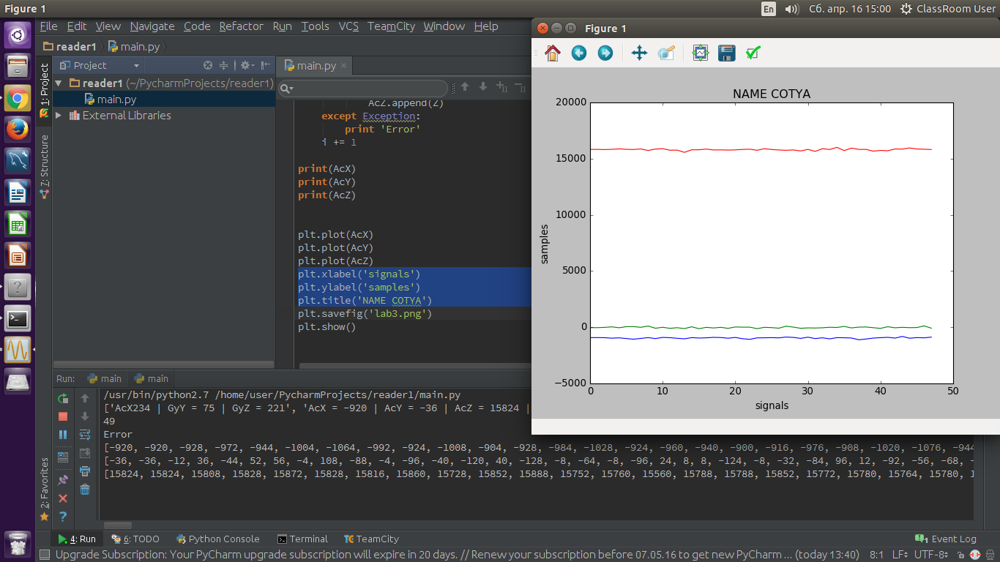 Figure 1
En
Сб. апр. 16 15:00
ClassRoom User
File Edit View Navigate Code Refactor Run Tools VCS TeamCity Window Help
reader1
main.py
1: Project
Z: Structure
2: Favorites
Project
reader1 (~/PycharmProjects/reader1)
main.py
External Libraries
main.py
AcZ.append(Z)
except Exception:
print 'Error'
i += 1
print(AcX)
print(AcY)
print(AcZ)
plt.plot(AcX)
plt.plot(AcY)
plt.plot(AcZ)
plt.xlabel('signals')
plt.ylabel('samples')
plt.title('NAME COTYA')
plt.savefig('lab3.png')
plt.show()
Figure 1
NAME COTYA
20000
15000
10000
5000
0
−5000
samples
0 10 20 30 40 50
signals
Run: main main
/usr/bin/python2.7 /home/user/PycharmProjects/reader1/main.py
['AcX234 | GyY = 75 | GyZ = 221', 'AcX = -920 | AcY = -36 | AcZ = 15824 |
49
Error
[-920, -920, -928, -972, -944, -1004, -1064, -992, -924, -1008, -904, -928, -984, -1028, -924, -960, -940, -900, -916, -976, -908, -1020, -1076, -944
[-36, -36, -12, 36, -44, 52, 56, -4, 108, -88, -4, -96, -40, -120, 40, -128, -8, -64, -8, -96, 24, 8, 8, -124, -8, -32, -84, 96, 12, -92, -56, -68, -
[15824, 15824, 15808, 15828, 15872, 15828, 15816, 15860, 15728, 15852, 15888, 15752, 15760, 15560, 15788, 15788, 15852, 15772, 15780, 15764, 15780, 1
4: Run
6: TODO
Python Console
Terminal
TeamCity
1 Event Log
Upgrade Subscription: Your PyCharm upgrade subscription will expire in 20 days. // Renew your subscription before 07.05.16 to get new PyCharm ... (today 13:40)
8:1
LF
UTF-8